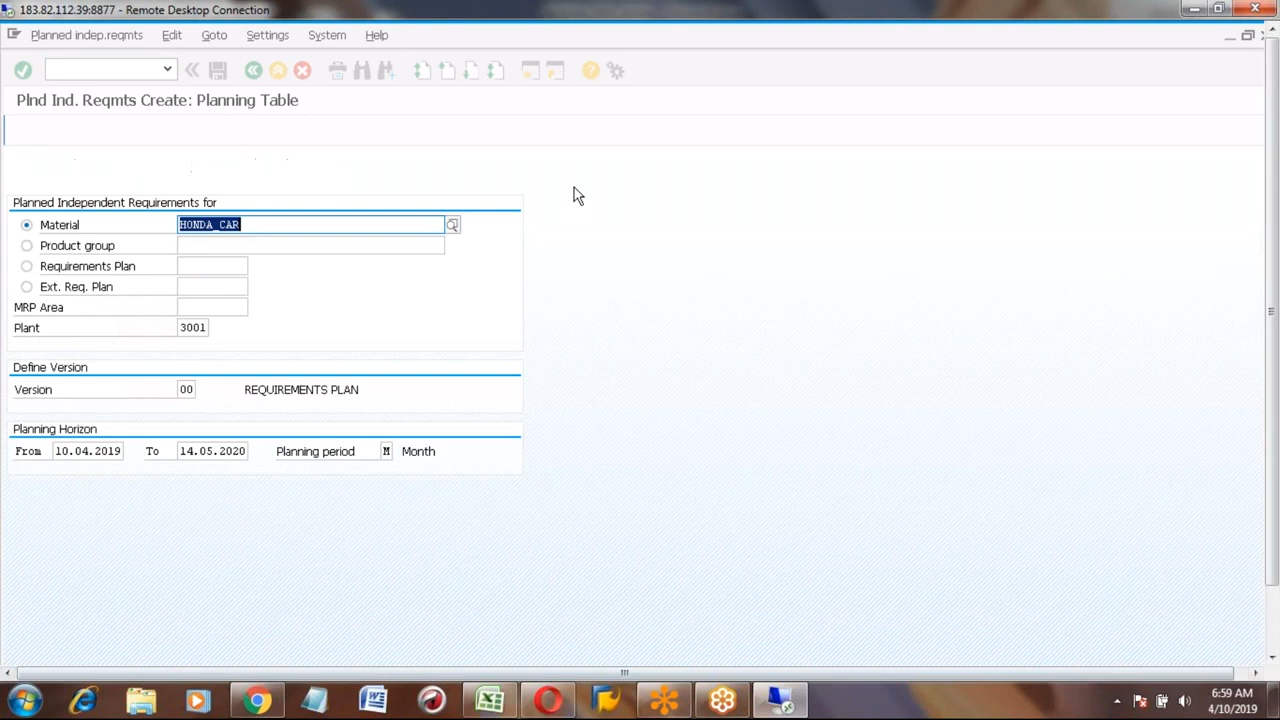 183.82.112.39:8877 - Remote Desktop Connection
Planned indep.reqmts Edit Goto Settings System Help
Plnd Ind. Reqmts Create: Planning Table
Planned Independent Requirements for
Material HONDA_CAR
Product group
Requirements Plan
Ext. Req. Plan
MRP Area
Plant 3001
Define Version
Version 00 REQUIREMENTS PLAN
Planning Horizon
From 10.04.2019 To 14.05.2020 Planning period M Month
6:59 AM
4/10/2019